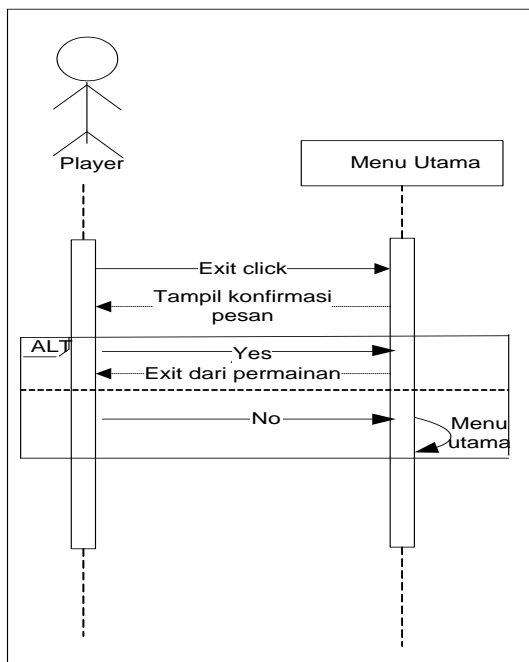 Player
Menu Utama
Exit click
Tampil konfirmasi
pesan
ALT
Yes
Exit dari permainan
No
Menu
utama